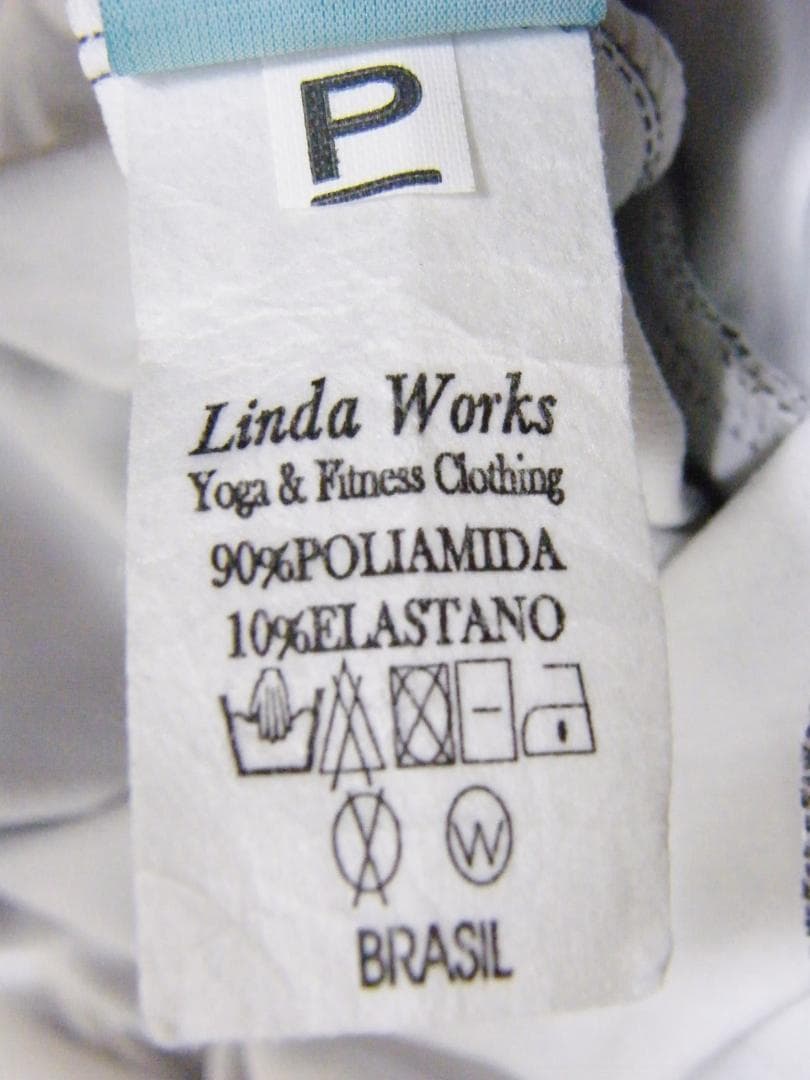 P
Linda Works
Yoga & Fitness Clothing
90%POLIAMIDA
10%ELASTANO
W
BRASIL